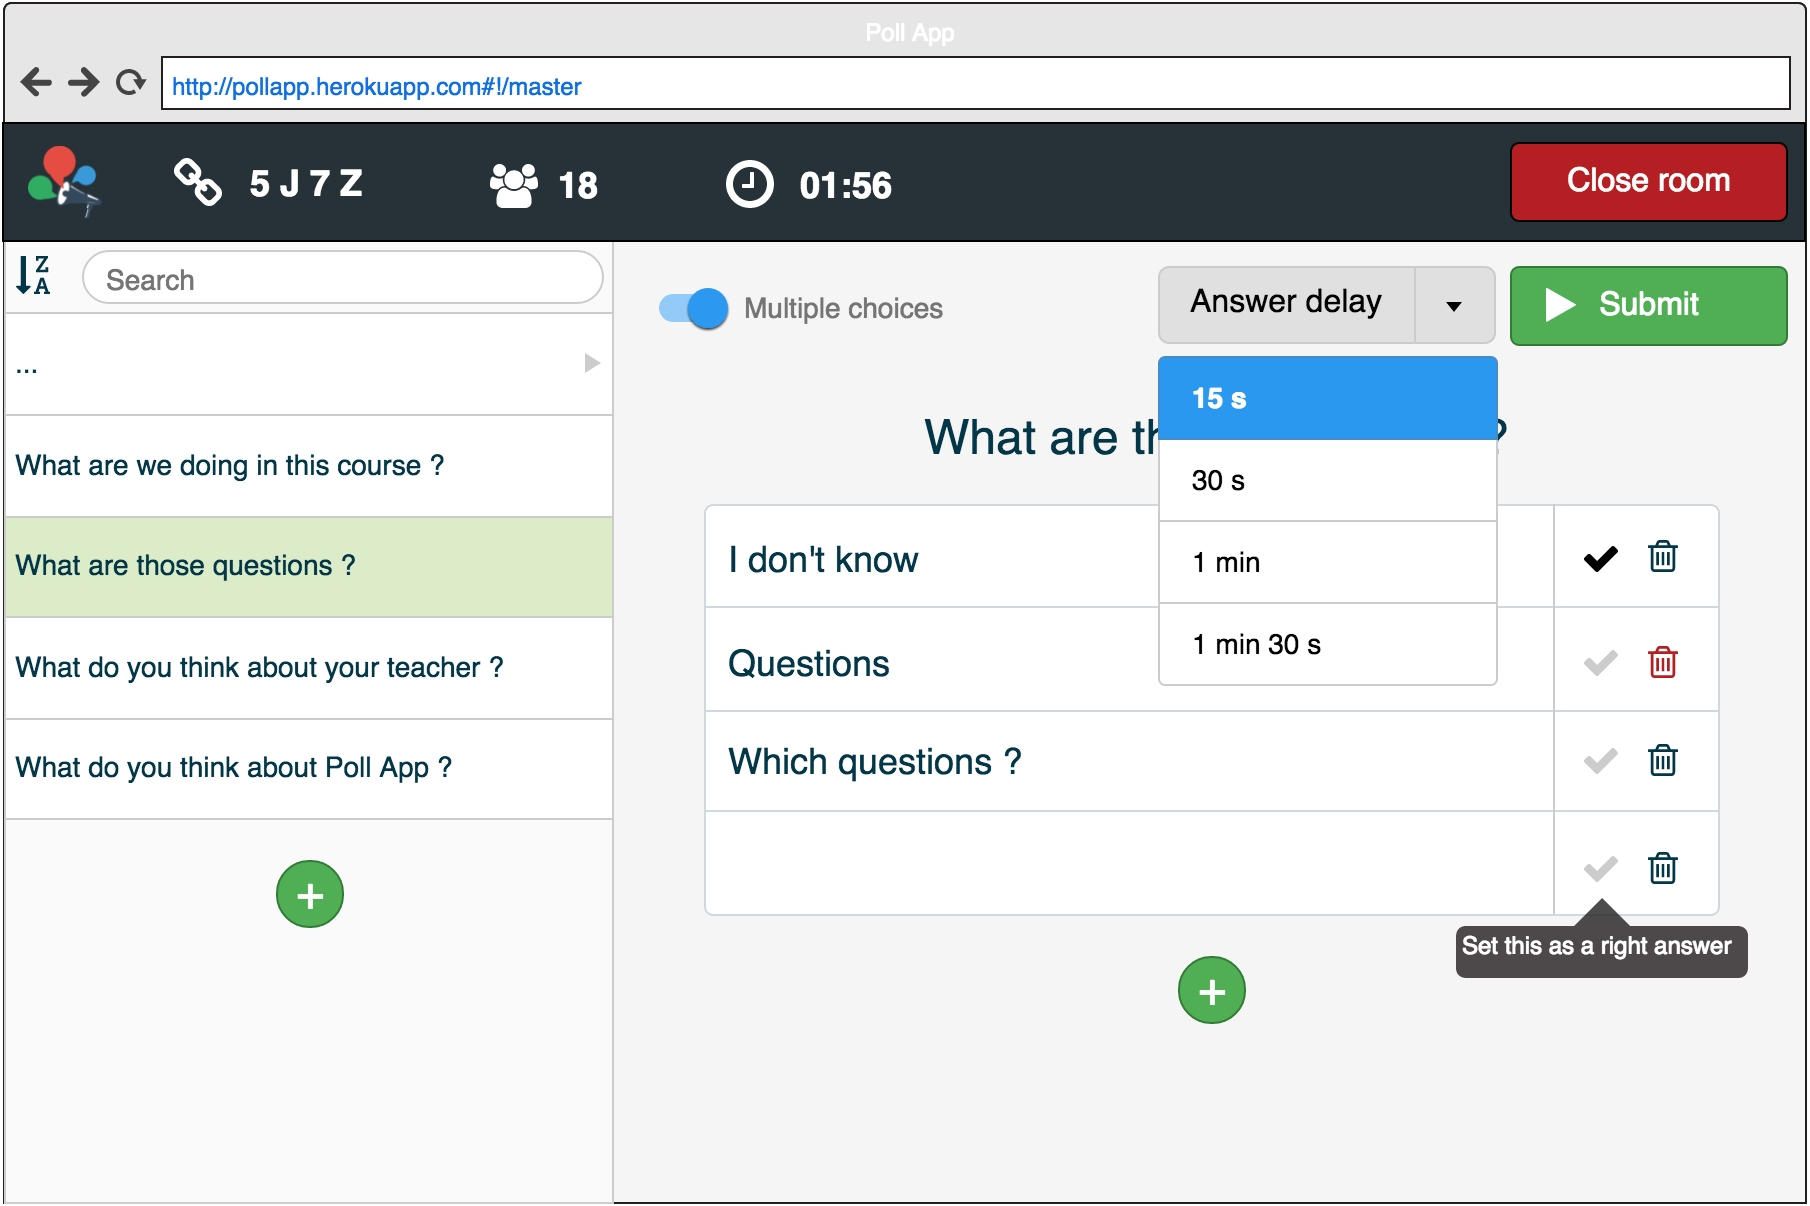 Poll App
http://pollapp.herokuapp.com#!/master
5 J 7 Z
18
01:56
Close room
Z
A
Search
Multiple choices
Answer delay
Submit
...
What are we doing in this course ?
What are those questions ?
What do you think about your teacher ?
What do you think about Poll App ?
15 s
30 s
1 min
1 min 30 s
What are th ?
I don't know
Questions
Which questions ?
Set this as a right answer